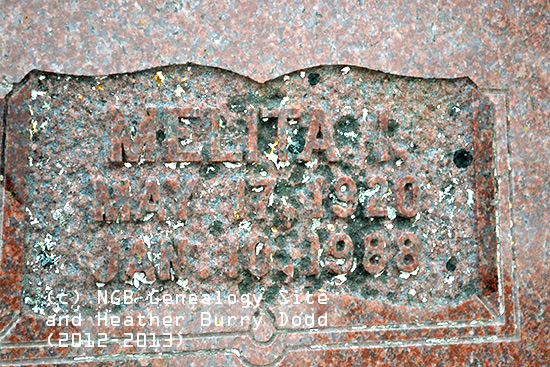 MELITA I.
MAY 17, 1920
JAN 10, 1988
(c) NGB Genealogy Site
and Heather Burry Dodd
(2012-2013)